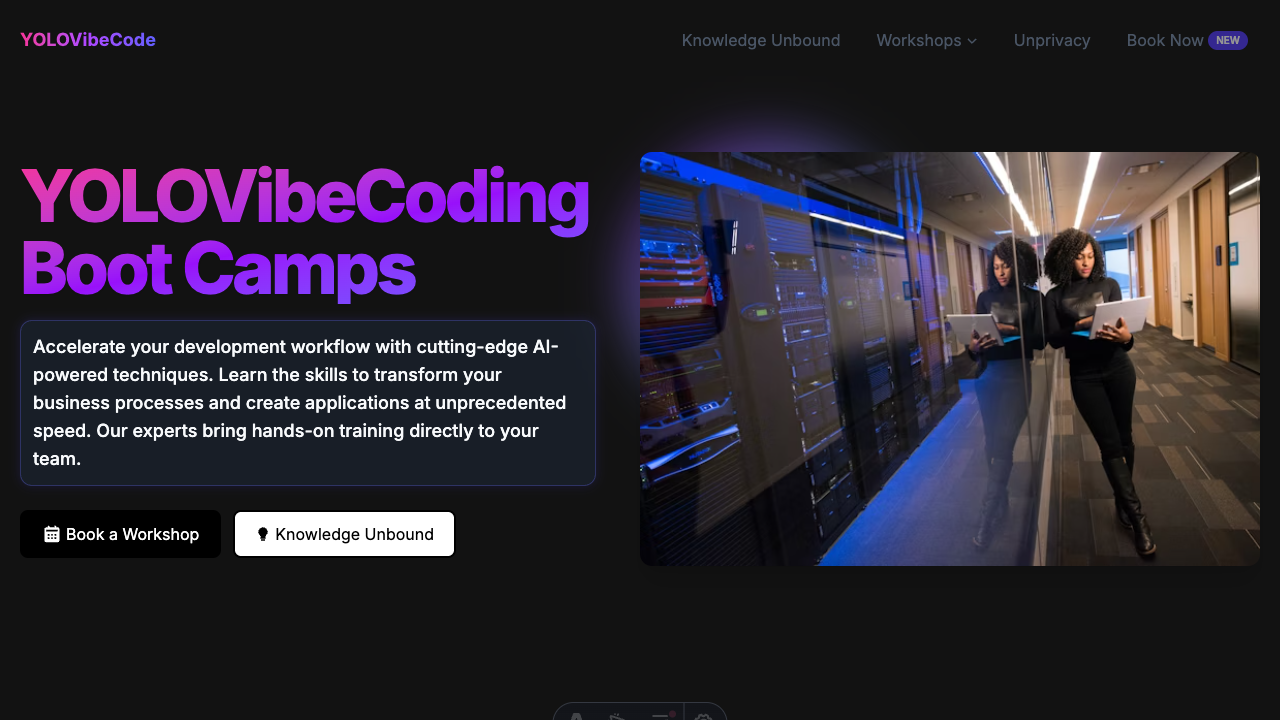 YOLOVibeCode
Knowledge Unbound
Workshops
Unprivacy
Book Now NEW
YOLOVibeCoding
Boot Camps
Accelerate your development workflow with cutting-edge AI-
powered techniques. Learn the skills to transform your
business processes and create applications at unprecedented
speed. Our experts bring hands-on training directly to your
team.
Book a Workshop
Knowledge Unbound